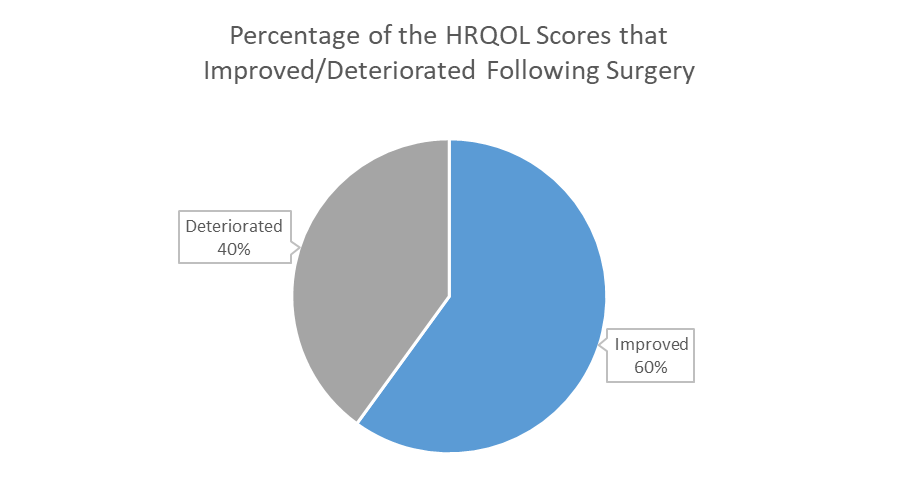 Percentage of the HRQOL Scores that
Improved/Deteriorated Following Surgery
Deteriorated
40%
Improved
60%